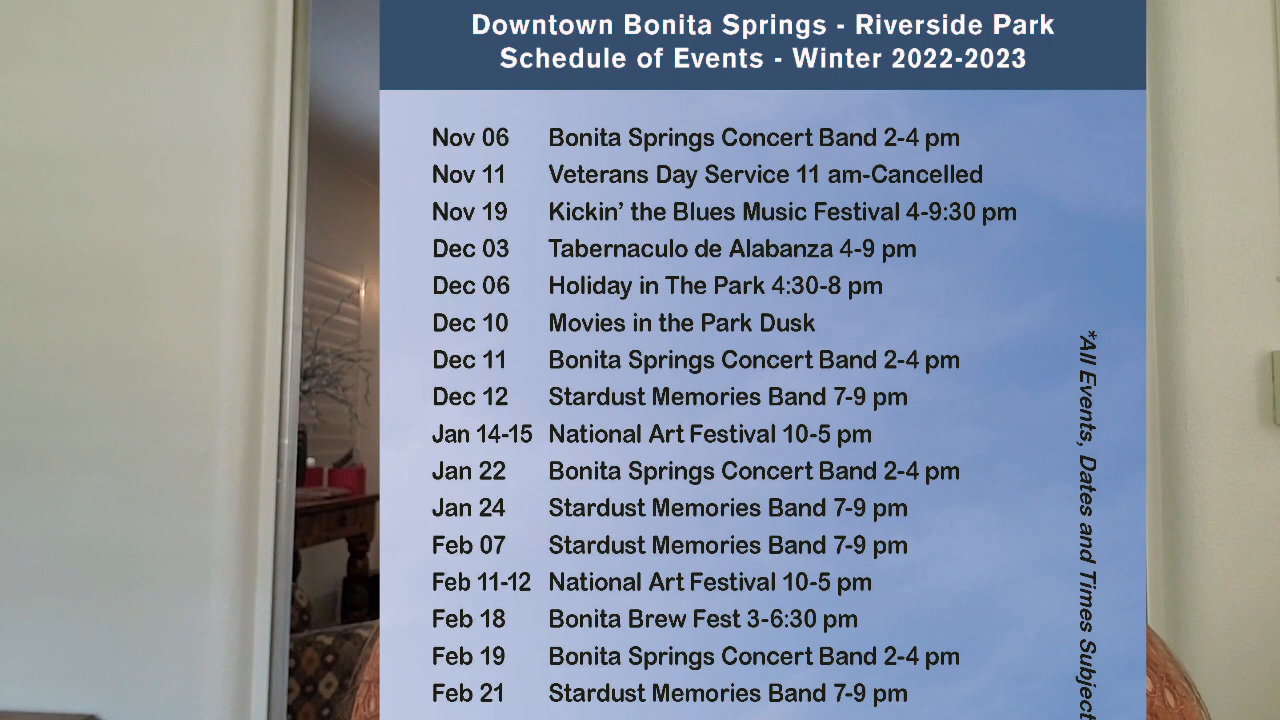 Downtown Bonita Springs - Riverside Park
Schedule of Events - Winter 2022-2023
Nov 06 Bonita Springs Concert Band 2-4 pm
Nov 11 Veterans Day Service 11 am-Cancelled
Nov 19 Kickin’ the Blues Music Festival 4-9:30 pm
Dec 03 Tabernaculo de Alabanza 4-9 pm
Dec 06 Holiday in The Park 4:30-8 pm
Dec 10 Movies in the Park Dusk
Dec 11 Bonita Springs Concert Band 2-4 pm
Dec 12 Stardust Memories Band 7-9 pm
Jan 14-15 National Art Festival 10-5 pm
Jan 22 Bonita Springs Concert Band 2-4 pm
Jan 24 Stardust Memories Band 7-9 pm
Feb 07 Stardust Memories Band 7-9 pm
Feb 11-12 National Art Festival 10-5 pm
Feb 18 Bonita Brew Fest 3-6:30 pm
Feb 19 Bonita Springs Concert Band 2-4 pm
Feb 21 Stardust Memories Band 7-9 pm
*All Events, Dates and Times Subject